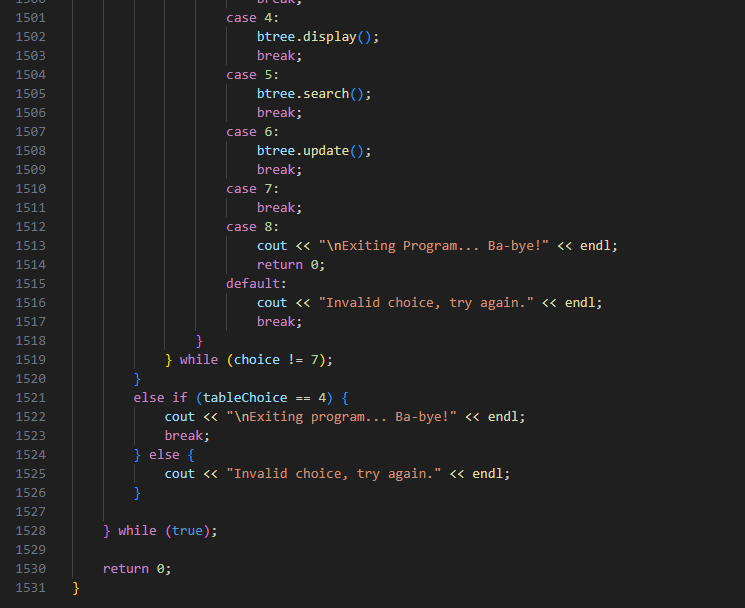 1500                        break;
1501                    case 4:
1502                        btree.display();
1503                        break;
1504                    case 5:
1505                        btree.search();
1506                        break;
1507                    case 6:
1508                        btree.update();
1509                        break;
1510                    case 7:
1511                        break;
1512                    case 8:
1513                        cout << "\nExiting Program... Ba-bye!" << endl;
1514                        return 0;
1515                    default:
1516                        cout << "Invalid choice, try again." << endl;
1517                        break;
1518                }
1519            } while (choice != 7);
1520        }
1521        else if (tableChoice == 4) {
1522            cout << "\nExiting program... Ba-bye!" << endl;
1523            break;
1524        } else {
1525            cout << "Invalid choice, try again." << endl;
1526        }
1527
1528    } while (true);
1529
1530    return 0;
1531 }